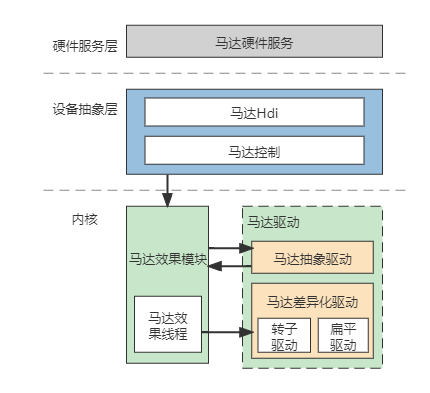 硬件服务层
马达硬件服务
设备抽象层
马达Hdi
马达控制
内核
马达驱动
马达效果模块
马达抽象驱动
马达差异化驱动
马达效
果线程
转子
驱动
扁平
驱动